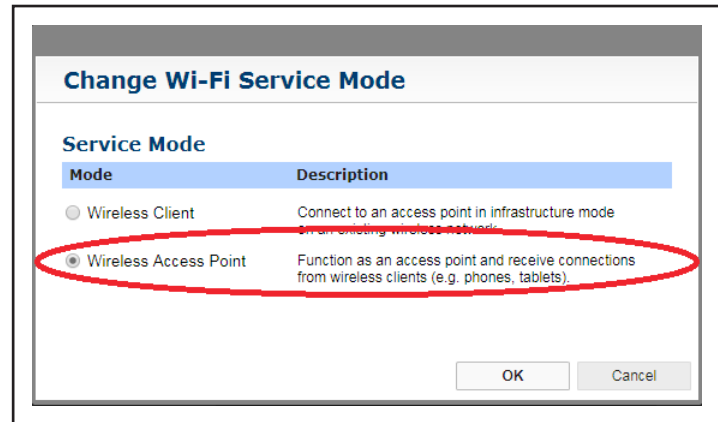 Change Wi-Fi Service Mode
Service Mode
Mode Description
Wireless Client Connect to an access point in infrastructure mode
on an existing wireless network
Wireless Access Point Function as an access point and receive connections
from wireless clients (e.g. phones, tablets).
OK Cancel